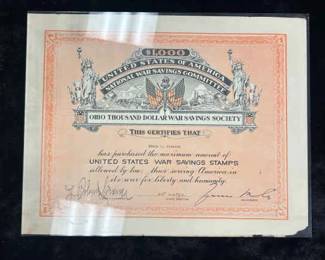 $1,000
UNITED STATES OF AMERICA
NATIONAL WAR SAVINGS COMMITTEE
OHIO THOUSAND DOLLAR WAR SAVINGS SOCIETY
THIS CERTIFIES THAT
has purchased the maximum amount of
UNITED STATES WAR SAVINGS STAMPS
allowed by law, thus serving America in
the war for liberty and humanity.